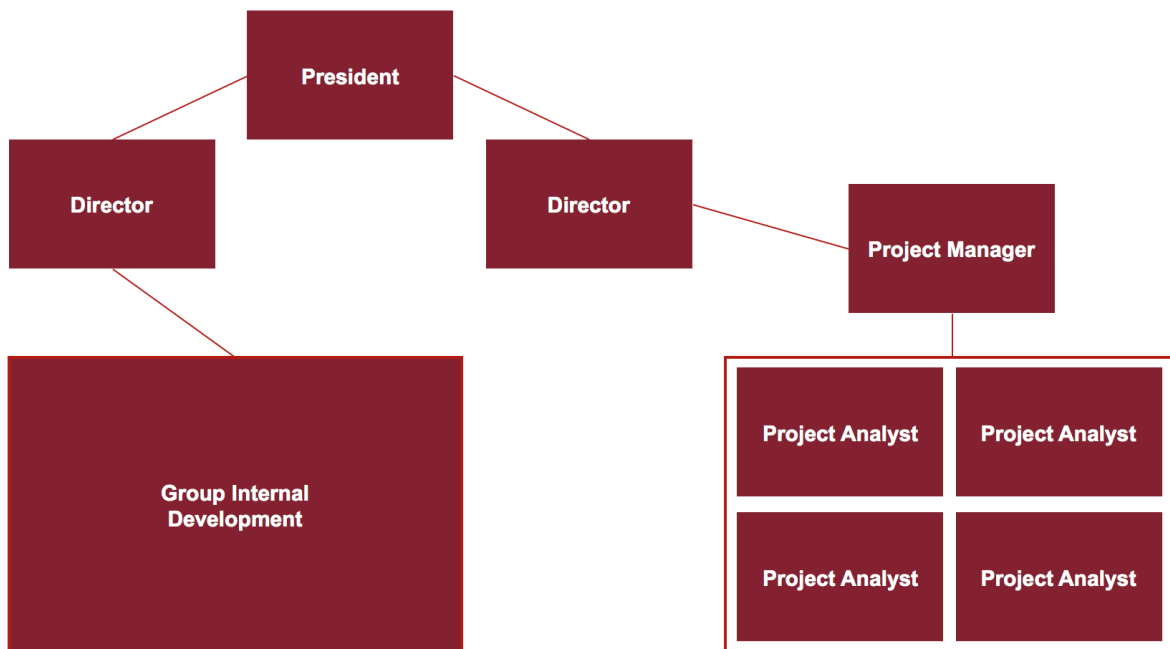 President
Director
Director
Project Manager
Project Analyst
Project Analyst
Group Internal
Development
Project Analyst
Project Analyst